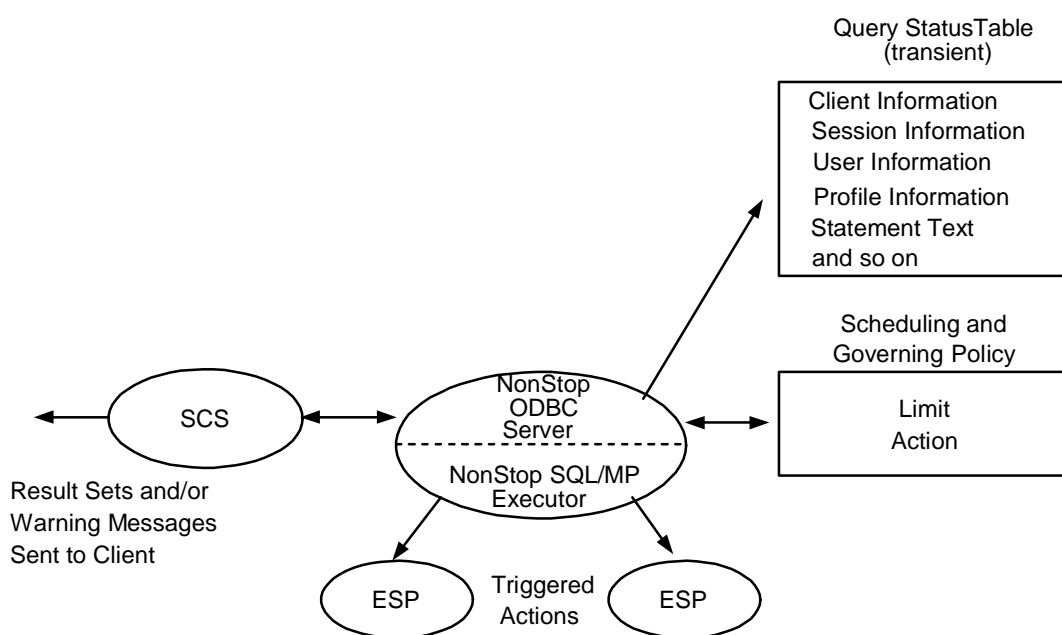 Query StatusTable
(transient)
Client Information
Session Information
User Information
Profile Information
Statement Text
and so on
Scheduling and
Governing Policy
Limit
Action
NonStop
ODBC
Server
NonStop SQL/MP
Executor
SCS
Result Sets and/or
Warning Messages
Sent to Client
ESP
Triggered
Actions
ESP